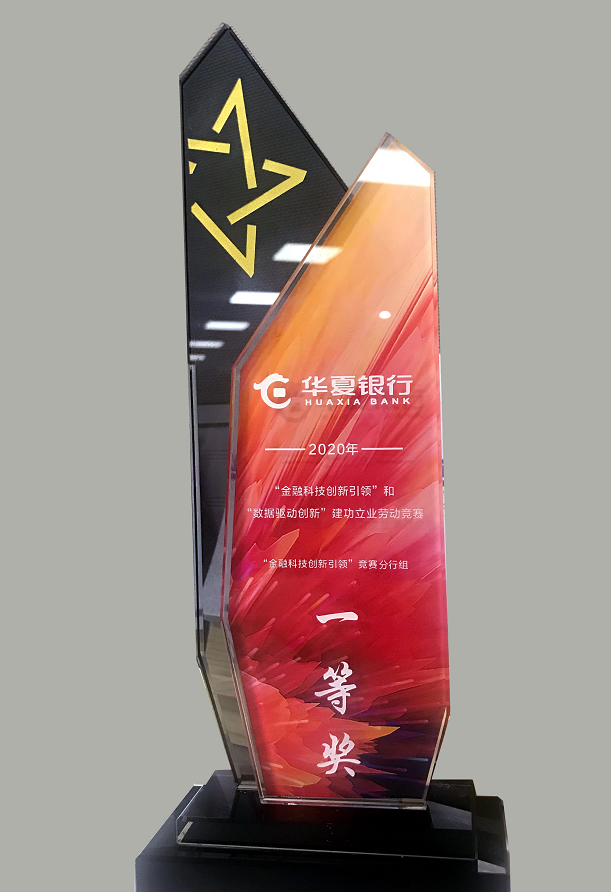 华夏银行
HUAXIA BANK
2020年
“金融科技创新引领”和
“数据驱动创新”建功立业劳动竞赛
“金融科技创新引领”竞赛分行组
一
等
奖